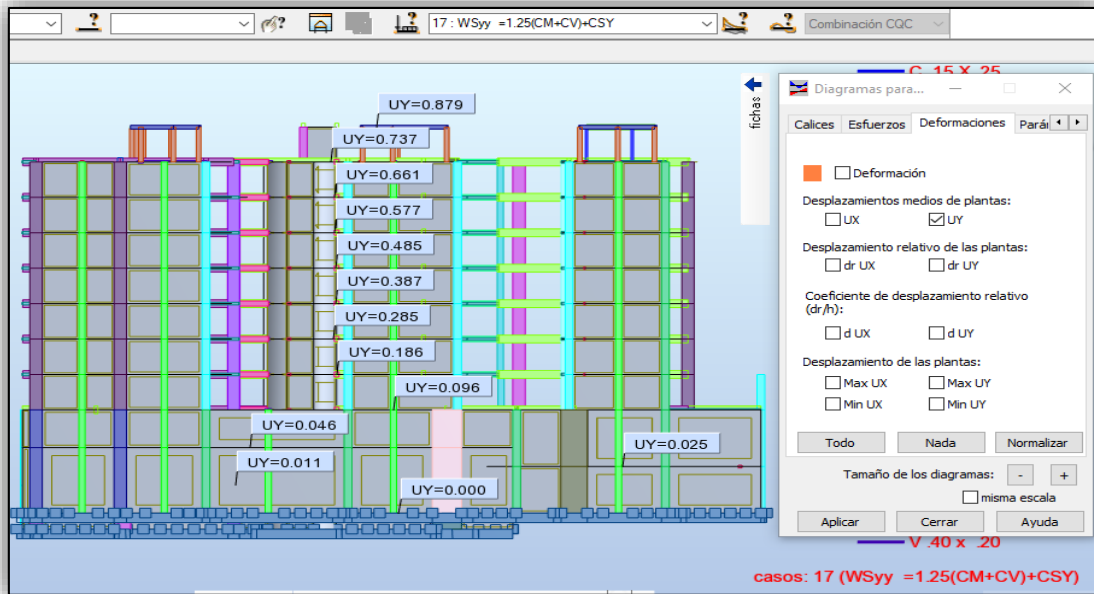 17 : WSyy =1.25(CM+CV)+CSY
Combinación CQC
C 15 X .25
fichas
UY=0.879
UY=0.737
UY=0.661
UY=0.577
UY=0.485
UY=0.387
UY=0.285
UY=0.186
UY=0.096
UY=0.046
UY=0.025
UY=0.011
UY=0.000
Diagramas para...
Calices Esfuerzos Deformaciones Pará
Deformación
Desplazamientos medios de plantas:
UX UY
Desplazamiento relativo de las plantas:
dr UX dr UY
Coeficiente de desplazamiento relativo
(dr/h):
d UX d UY
Desplazamiento de las plantas:
Max UX Max UY
Min UX Min UY
Todo Nada Normalizar
Tamaño de los diagramas: - +
misma escala
Aplicar Cerrar Ayuda
V .40 x .20
casos: 17 (WSyy =1.25(CM+CV)+CSY)